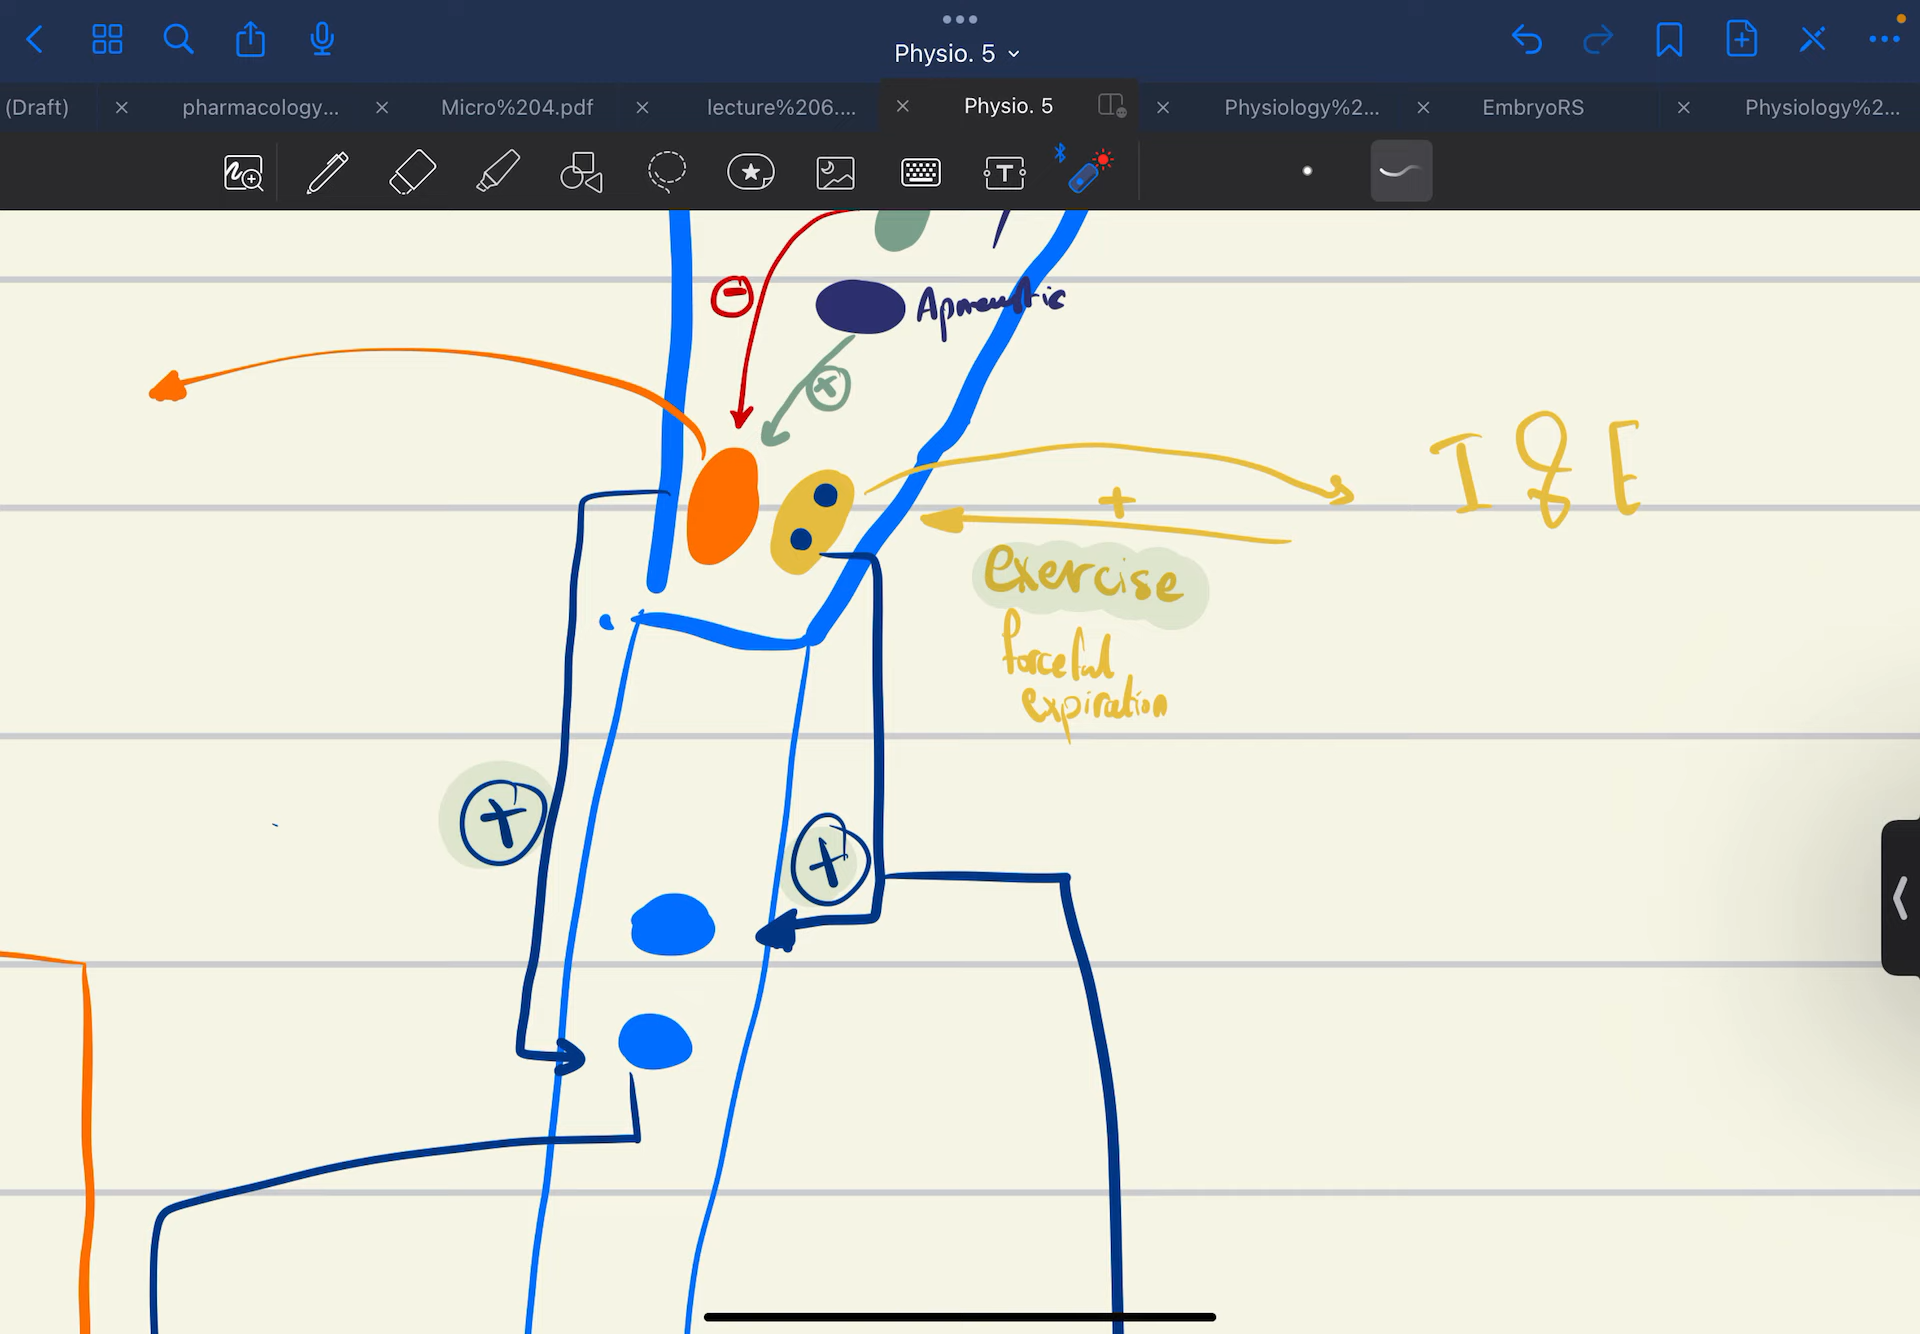 Physio. 5
(Draft)
pharmacology...
Micro%204.pdf
lecture%206....
Physio. 5
Physiology%2...
EmbryoRS
Physiology%2...
T
-
Apneustic
+
I & E
+
exercise
forceful
expiration
+
+